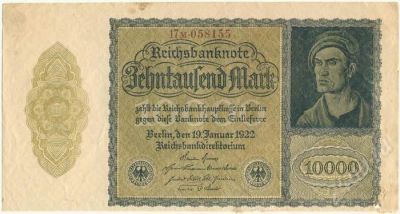 17M·058155
Reichsbanknote
Zehntausend Mark
zahlt die Reichsbankhauptkasse in Berlin
gegen diese Banknote dem Einlieferer
Berlin, den 19. Januar 1922
Reichsbankdirektorium
10000